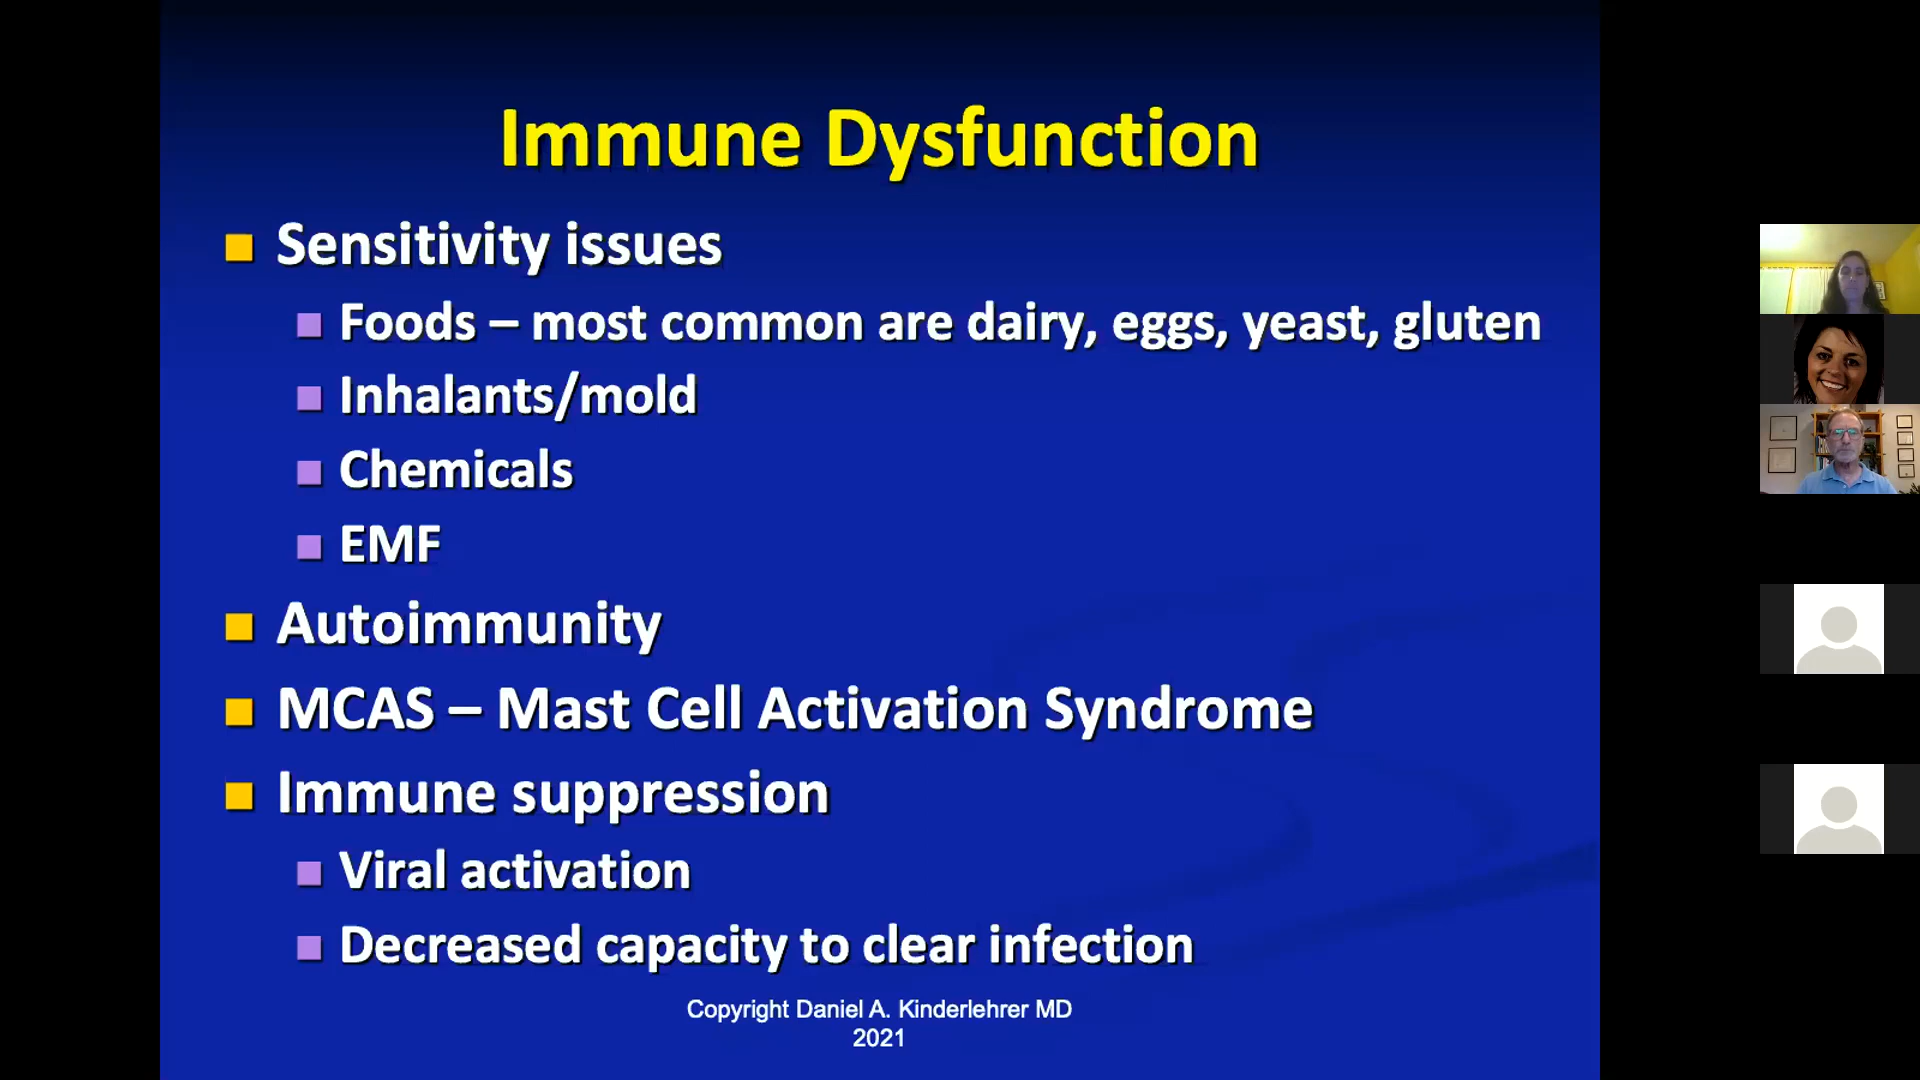 Immune Dysfunction
Sensitivity issues
Foods – most common are dairy, eggs, yeast, gluten
Inhalants/mold
Chemicals
EMF
Autoimmunity
MCAS – Mast Cell Activation Syndrome
Immune suppression
Viral activation
Decreased capacity to clear infection
Copyright Daniel A. Kinderlehrer MD
2021